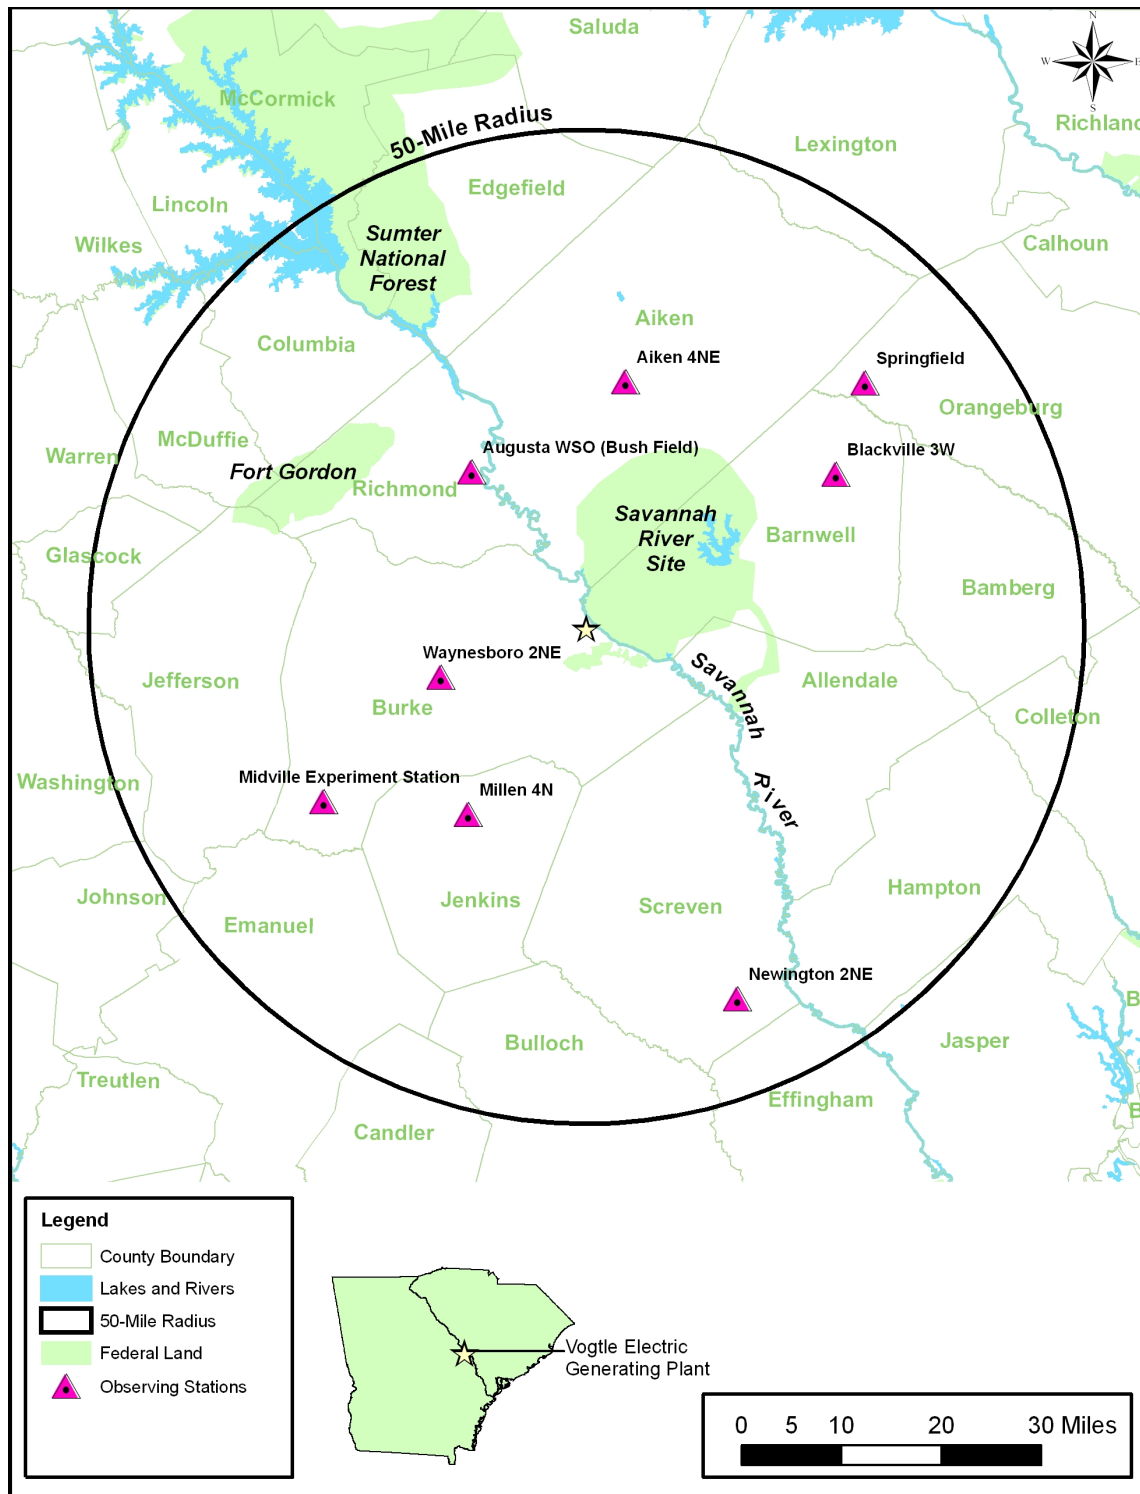 Saluda
N
W
E
S
McCormick
50-Mile Radius
Richland
Lexington
Edgefield
Lincoln
Wilkes
Sumter
National
Forest
Calhoun
Aiken
Columbia
Aiken 4NE
Springfield
Orangeburg
McDuffie
Warren
Augusta WSO (Bush Field)
Blackville 3W
Fort Gordon
Richmond
Savannah
River
Site
Barnwell
Glascock
Bamberg
Waynesboro 2NE
Savannah
River
Jefferson
Burke
Allendale
Colleton
Washington
Midville Experiment Station
Millen 4N
Johnson
Emanuel
Jenkins
Screven
Hampton
Newington 2NE
B
Bulloch
Jasper
Treutlen
Effingham
B
Candler
Legend
County Boundary
Lakes and Rivers
50-Mile Radius
Federal Land
Observing Stations
Vogtle Electric
Generating Plant
0 5 10 20 30 Miles